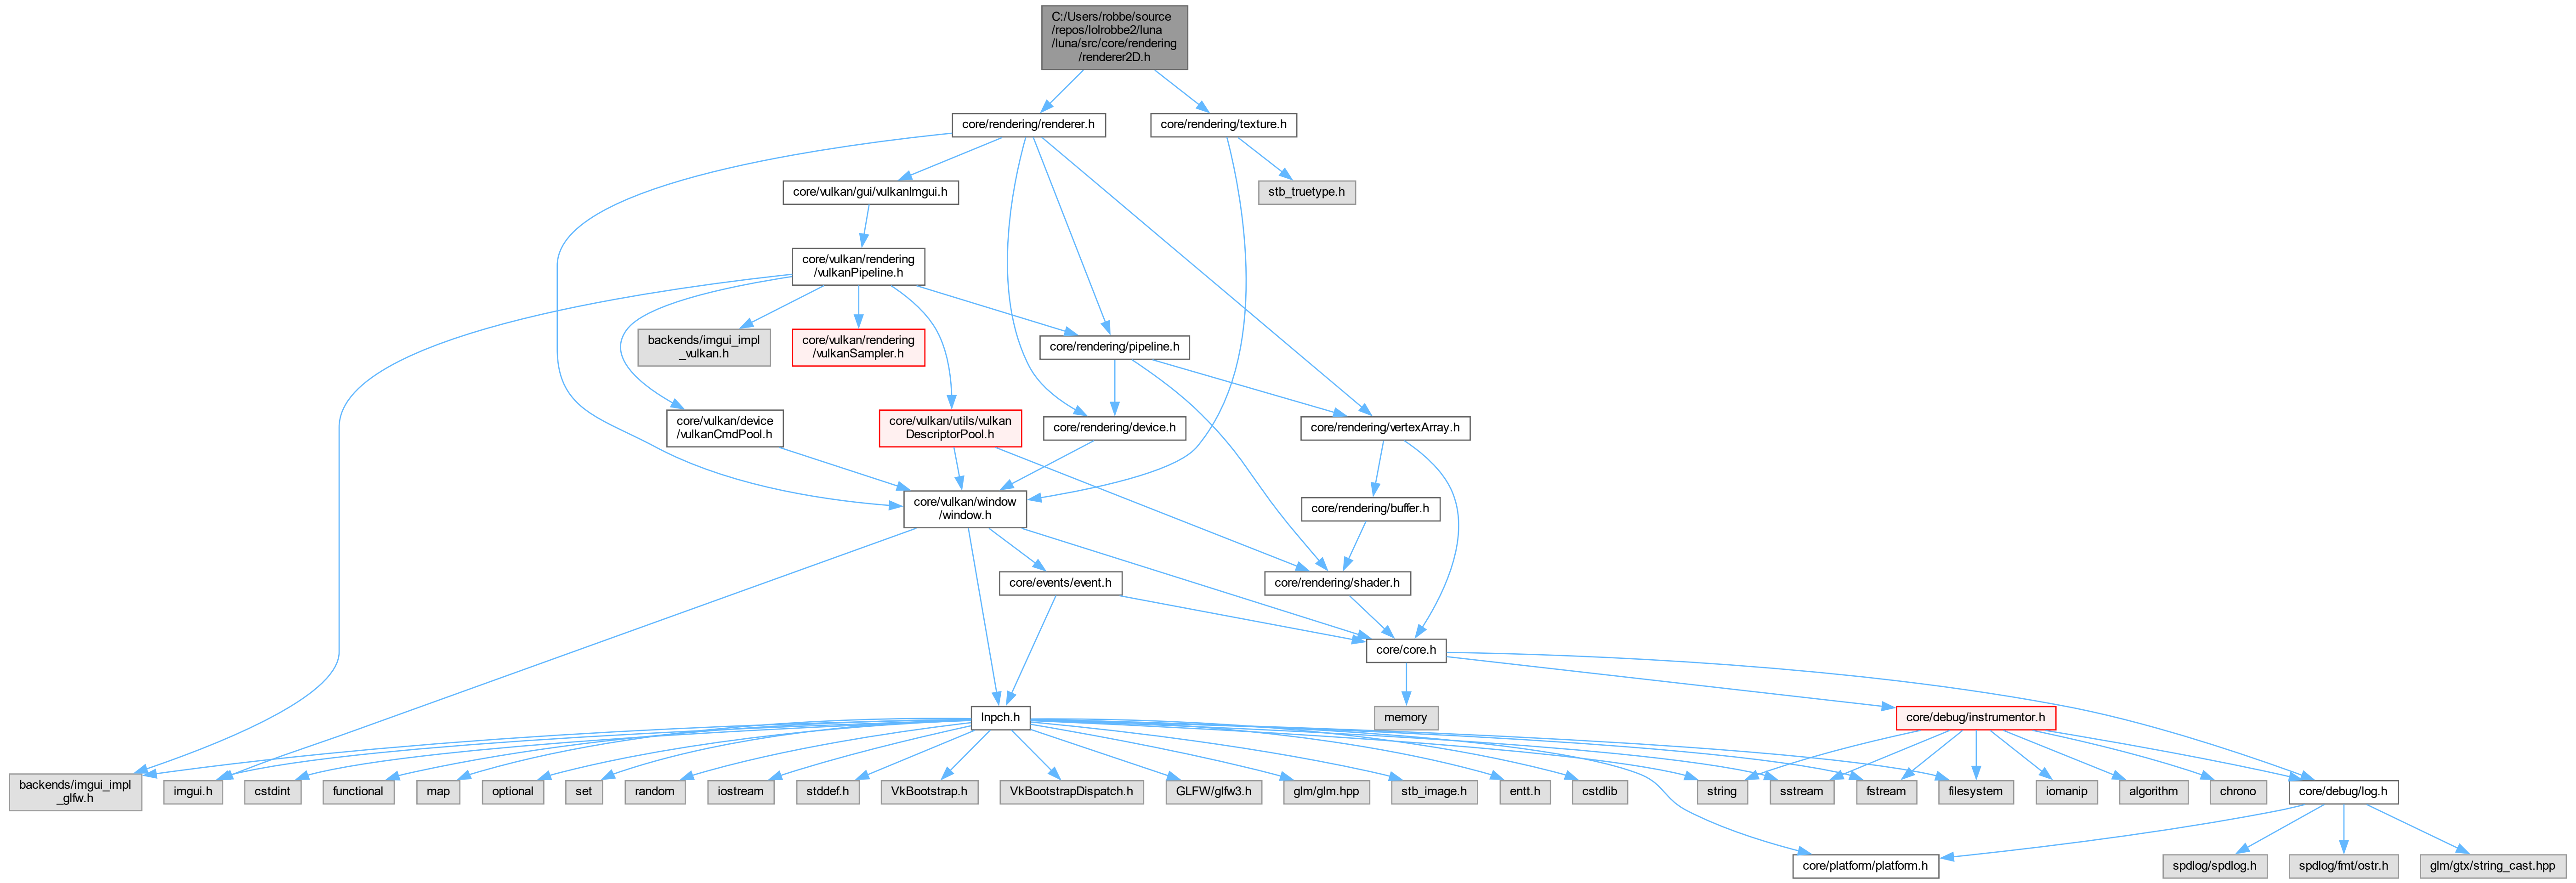 C:/Users/robbe/source
/repos/lolrobbe2/luna
/luna/src/core/rendering
/renderer2D.h
core/rendering/renderer.h
core/rendering/texture.h
core/vulkan/gui/vulkanImgui.h
stb_truetype.h
core/vulkan/rendering
/vulkanPipeline.h
backends/imgui_impl
_vulkan.h
core/vulkan/rendering
/vulkanSampler.h
core/rendering/pipeline.h
core/vulkan/device
/vulkanCmdPool.h
core/vulkan/utils/vulkan
DescriptorPool.h
core/rendering/device.h
core/rendering/vertexArray.h
core/vulkan/window
/window.h
core/rendering/buffer.h
core/events/event.h
core/rendering/shader.h
core/core.h
lnpch.h
memory
core/debug/instrumentor.h
backends/imgui_impl
_glfw.h
imgui.h
cstdint
functional
map
optional
set
random
iostream
stddef.h
VkBootstrap.h
VkBootstrapDispatch.h
GLFW/glfw3.h
glm/glm.hpp
stb_image.h
entt.h
cstdlib
string
sstream
fstream
filesystem
iomanip
algorithm
chrono
core/debug/log.h
core/platform/platform.h
spdlog/spdlog.h
spdlog/fmt/ostr.h
glm/gtx/string_cast.hpp